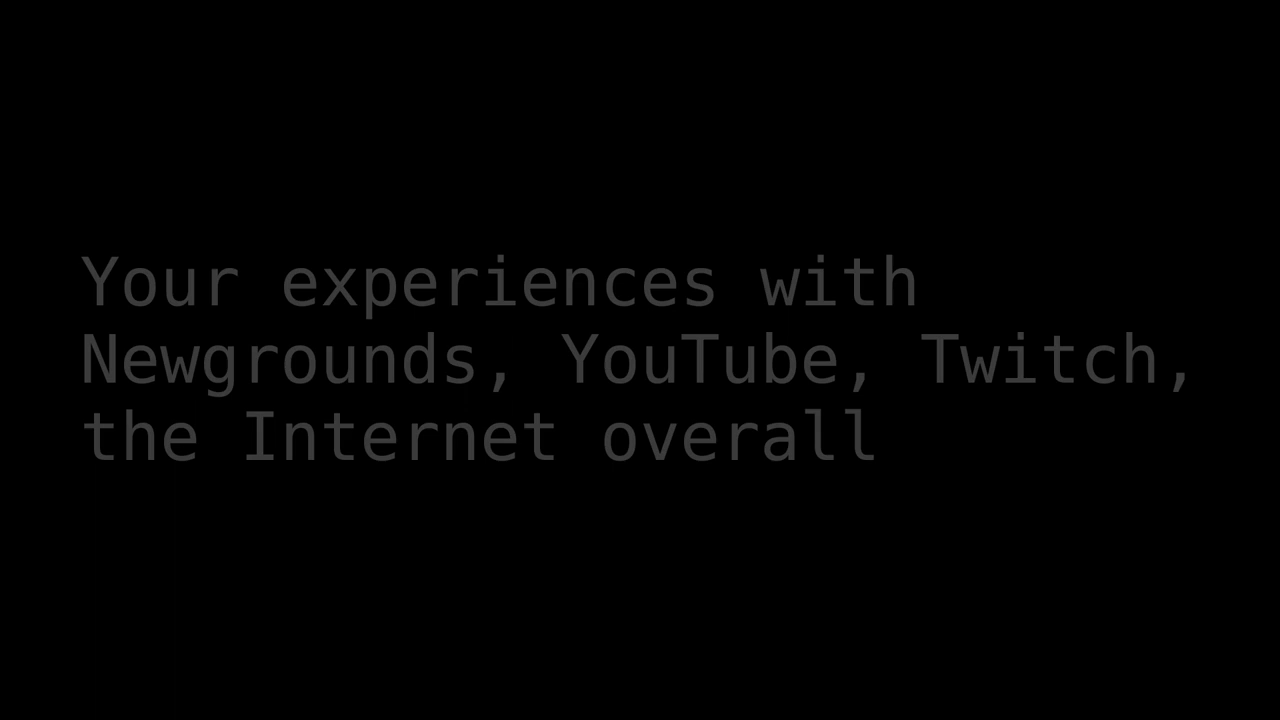 Your experiences with
Newgrounds, YouTube, Twitch,
the Internet overall